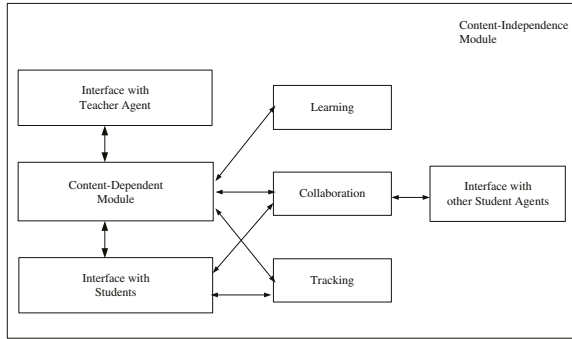 Content-Independence
Module
Interface with
Teacher Agent
Learning
Content-Dependent
Module
Collaboration
Interface with
other Student Agents
Interface with
Students
Tracking